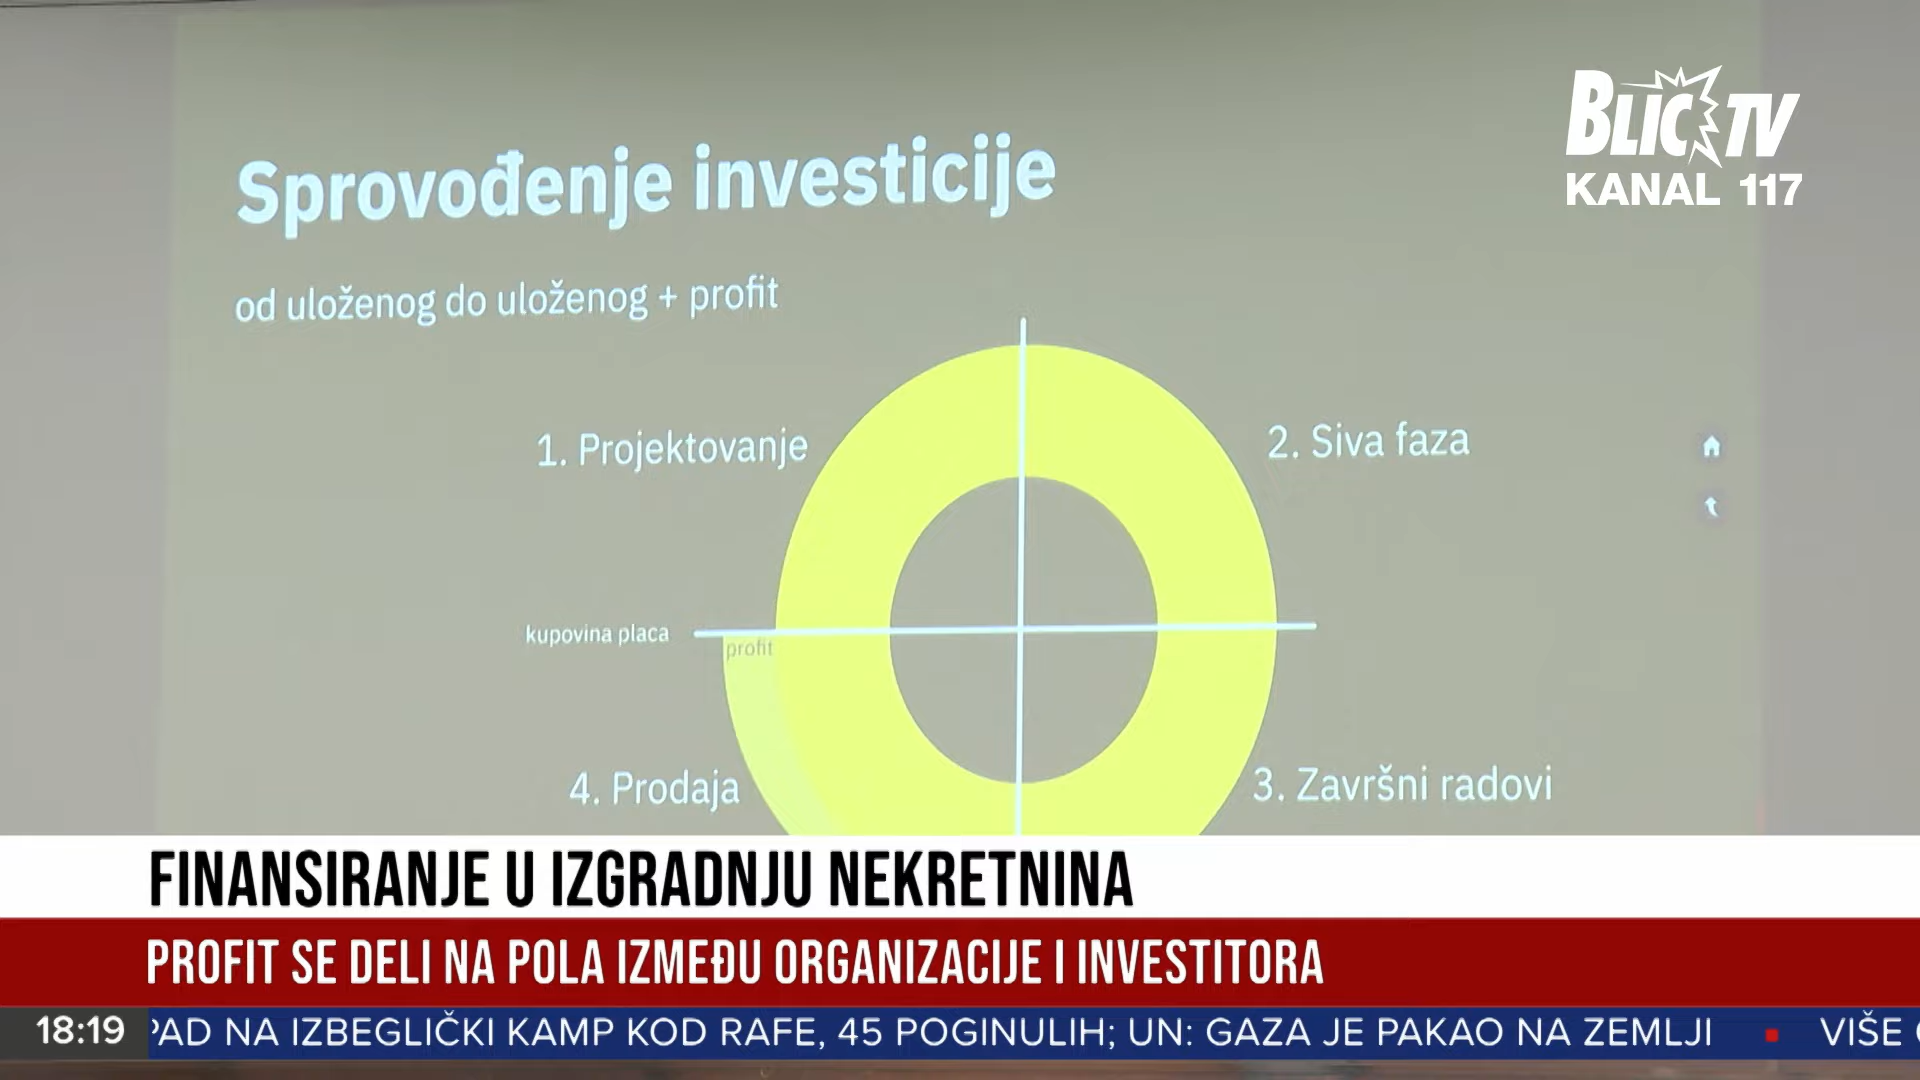 BLIC TV
KANAL 117
Sprovođenje investicije
od uloženog do uloženog + profit
1. Projektovanje
2. Siva faza
kupovina placa
profit
4. Prodaja
3. Završni radovi
FINANSIRANJE U IZGRADNJU NEKRETNINA
PROFIT SE DELI NA POLA IZMEĐU ORGANIZACIJE I INVESTITORA
18:19 NA IZBEGLIČKI KAMP KOD RAFE, 45 POGINULIH; UN: GAZA JE PAKAO NA ZEMLJI VIŠE